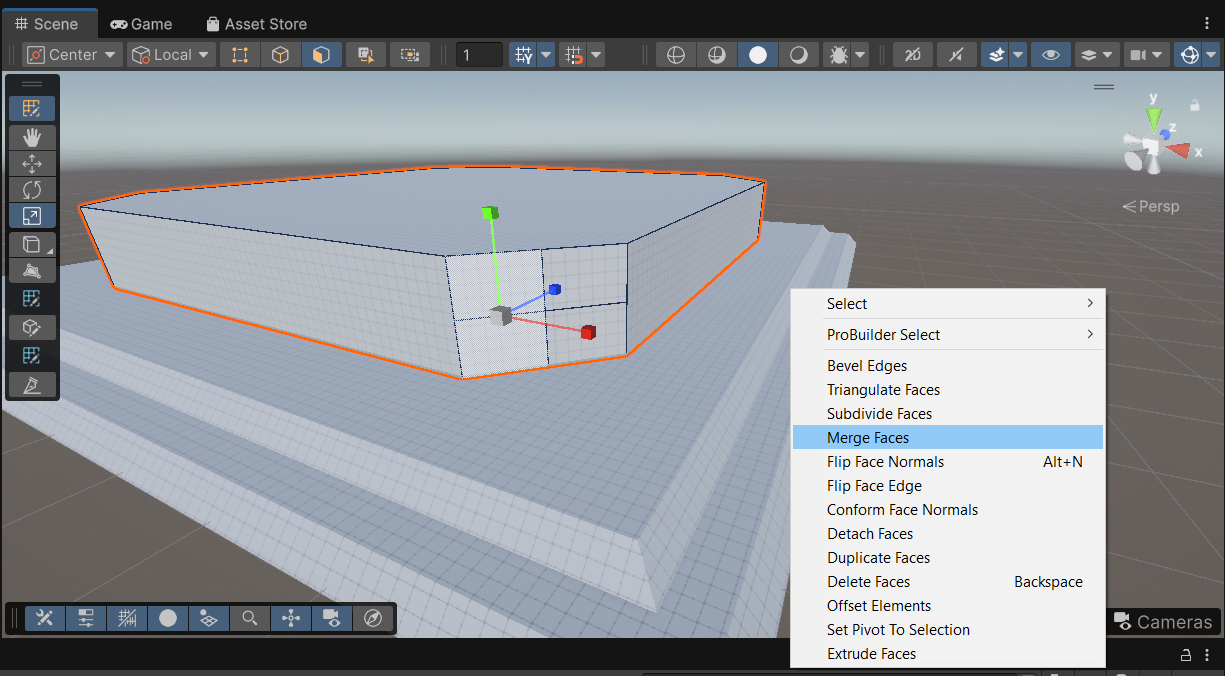 Scene Game Asset Store
Center Local 1 2D
y
z
x
Persp
Select
ProBuilder Select
Bevel Edges
Triangulate Faces
Subdivide Faces
Merge Faces
Flip Face Normals Alt+N
Flip Face Edge
Conform Face Normals
Detach Faces
Duplicate Faces
Delete Faces Backspace
Offset Elements
Set Pivot To Selection
Extrude Faces
Cameras